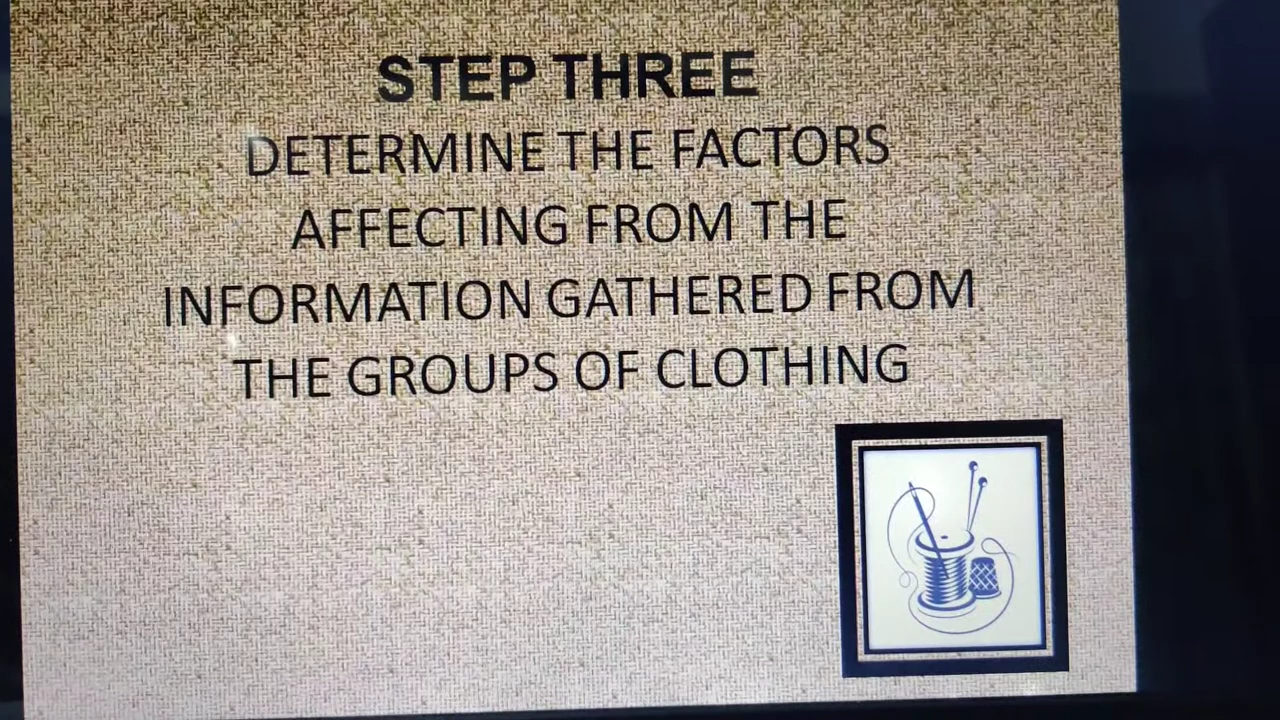 STEP THREE
DETERMINE THE FACTORS
AFFECTING FROM THE
INFORMATION GATHERED FROM
THE GROUPS OF CLOTHING